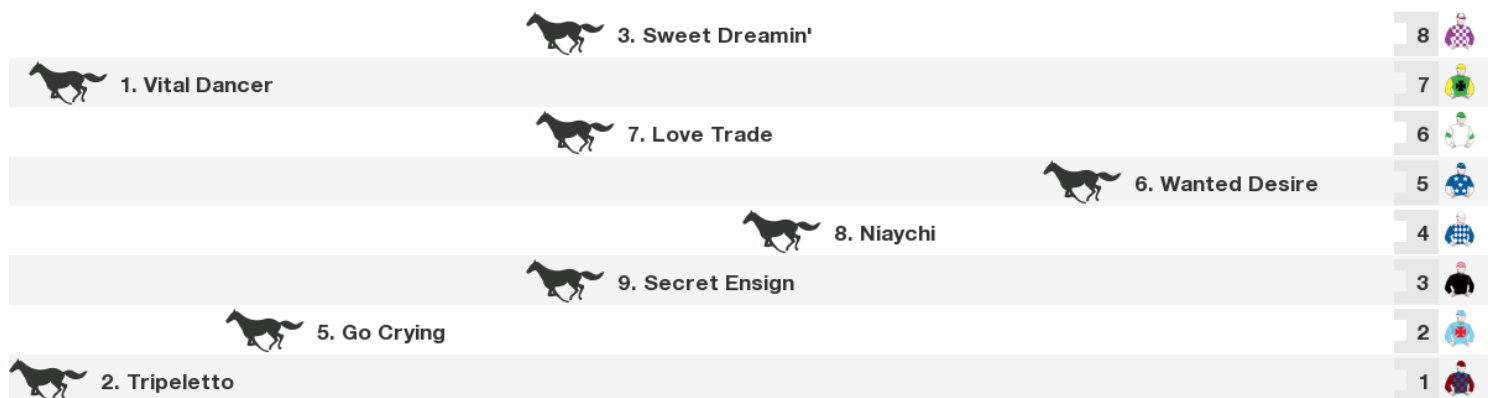 3. Sweet Dreamin' 8
1. Vital Dancer 7
7. Love Trade 6
6. Wanted Desire 5
8. Niaychi 4
9. Secret Ensign 3
5. Go Crying 2
2. Tripeletto 1